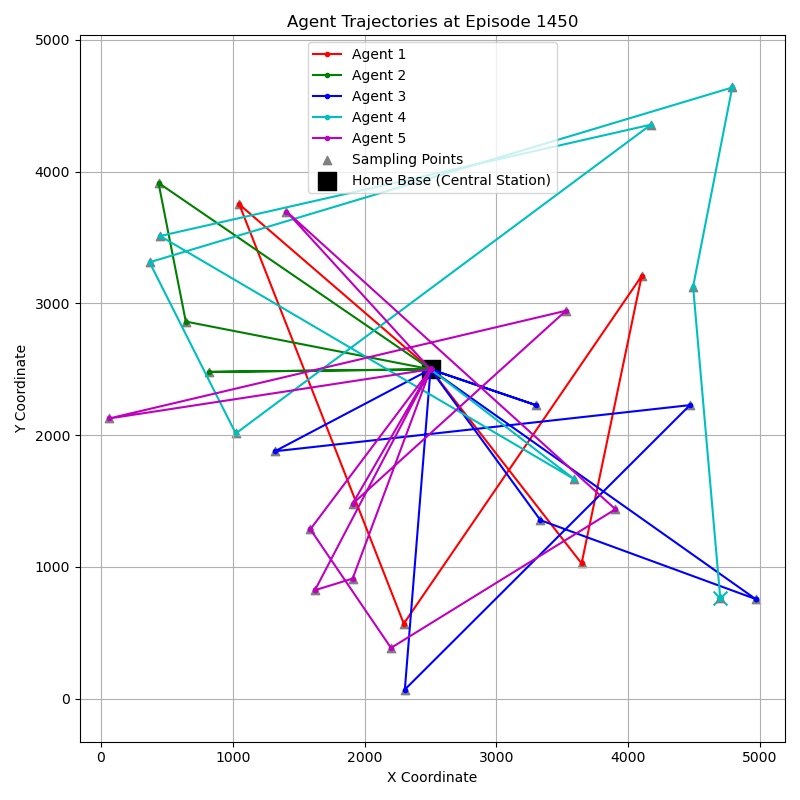 Agent Trajectories at Episode 1450
Agent 1
Agent 2
Agent 3
Agent 4
Agent 5
Sampling Points
Home Base (Central Station)
Y Coordinate
5000
4000
3000
2000
1000
0
0 1000 2000 3000 4000 5000
X Coordinate